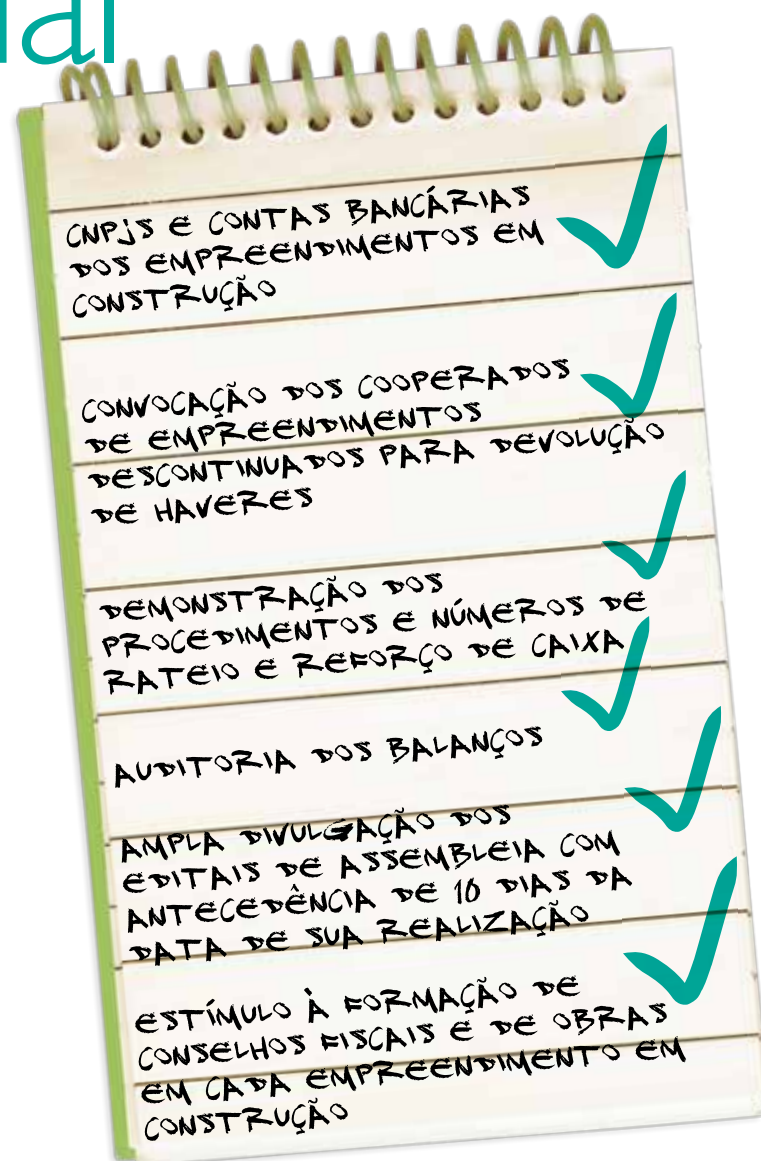 CNPJS E CONTAS BANCÁRIAS
DOS EMPREENDIMENTOS EM
CONSTRUÇÃO
CONVOCAÇÃO DOS COOPERADOS
DE EMPREENDIMENTOS
DESCONTINUADOS PARA DEVOLUÇÃO
DE HAVERES
DEMONSTRAÇÃO DOS
PROCEDIMENTOS E NÚMEROS DE
RATEIO E REFORÇO DE CAIXA
AUDITORIA DOS BALANÇOS
AMPLA DIVULGAÇÃO DOS
EDITAIS DE ASSEMBLEIA COM
ANTECEDÊNCIA DE 10 DIAS DA
DATA DE SUA REALIZAÇÃO
ESTÍMULO À FORMAÇÃO DE
CONSELHOS FISCAIS E DE OBRAS
EM CADA EMPREENDIMENTO EM
CONSTRUÇÃO